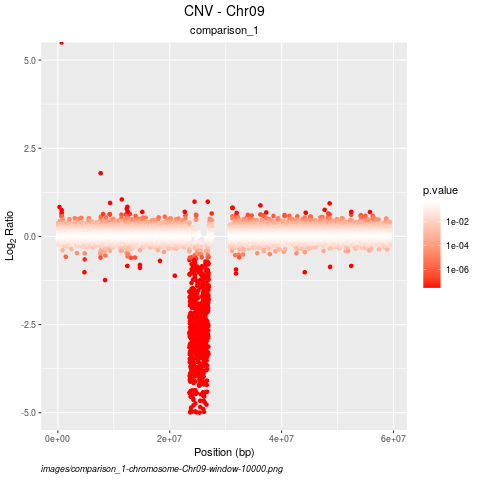 CNV - Chr09
comparison_1
5.0
2.5
0.0
-2.5
-5.0
Log2 Ratio
0e+00 2e+07 4e+07 6e+07
Position (bp)
p.value
1e-02
1e-04
1e-06
images/comparison_1-chromosome-Chr09-window-10000.png